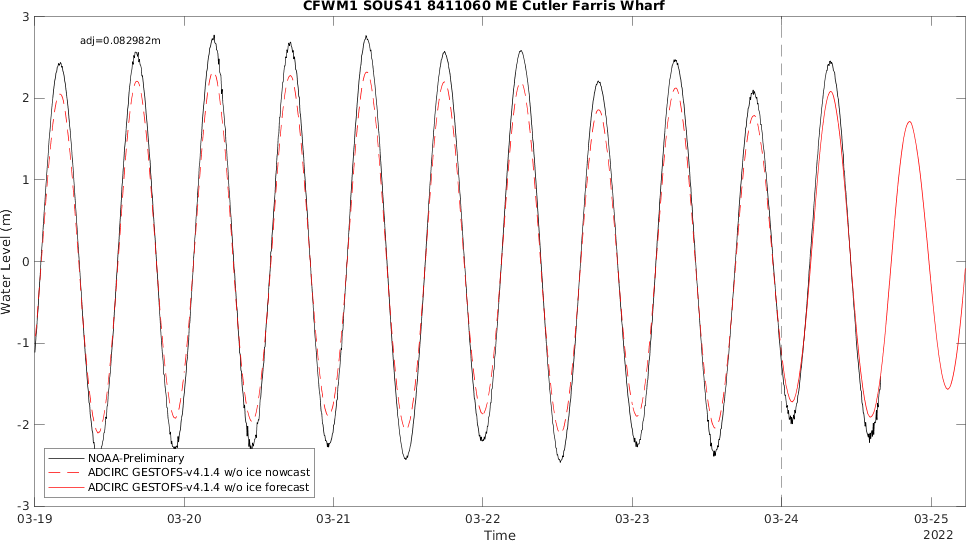 CFWM1 SOUS41 8411060 ME Cutler Farris Wharf
adj=0.082982m
3
2
1
0
-1
-2
-3
Water Level (m)
NOAA-Preliminary
ADCIRC GESTOFS-v4.1.4 w/o ice nowcast
ADCIRC GESTOFS-v4.1.4 w/o ice forecast
03-19 03-20 03-21 03-22 03-23 03-24 03-25
Time
2022